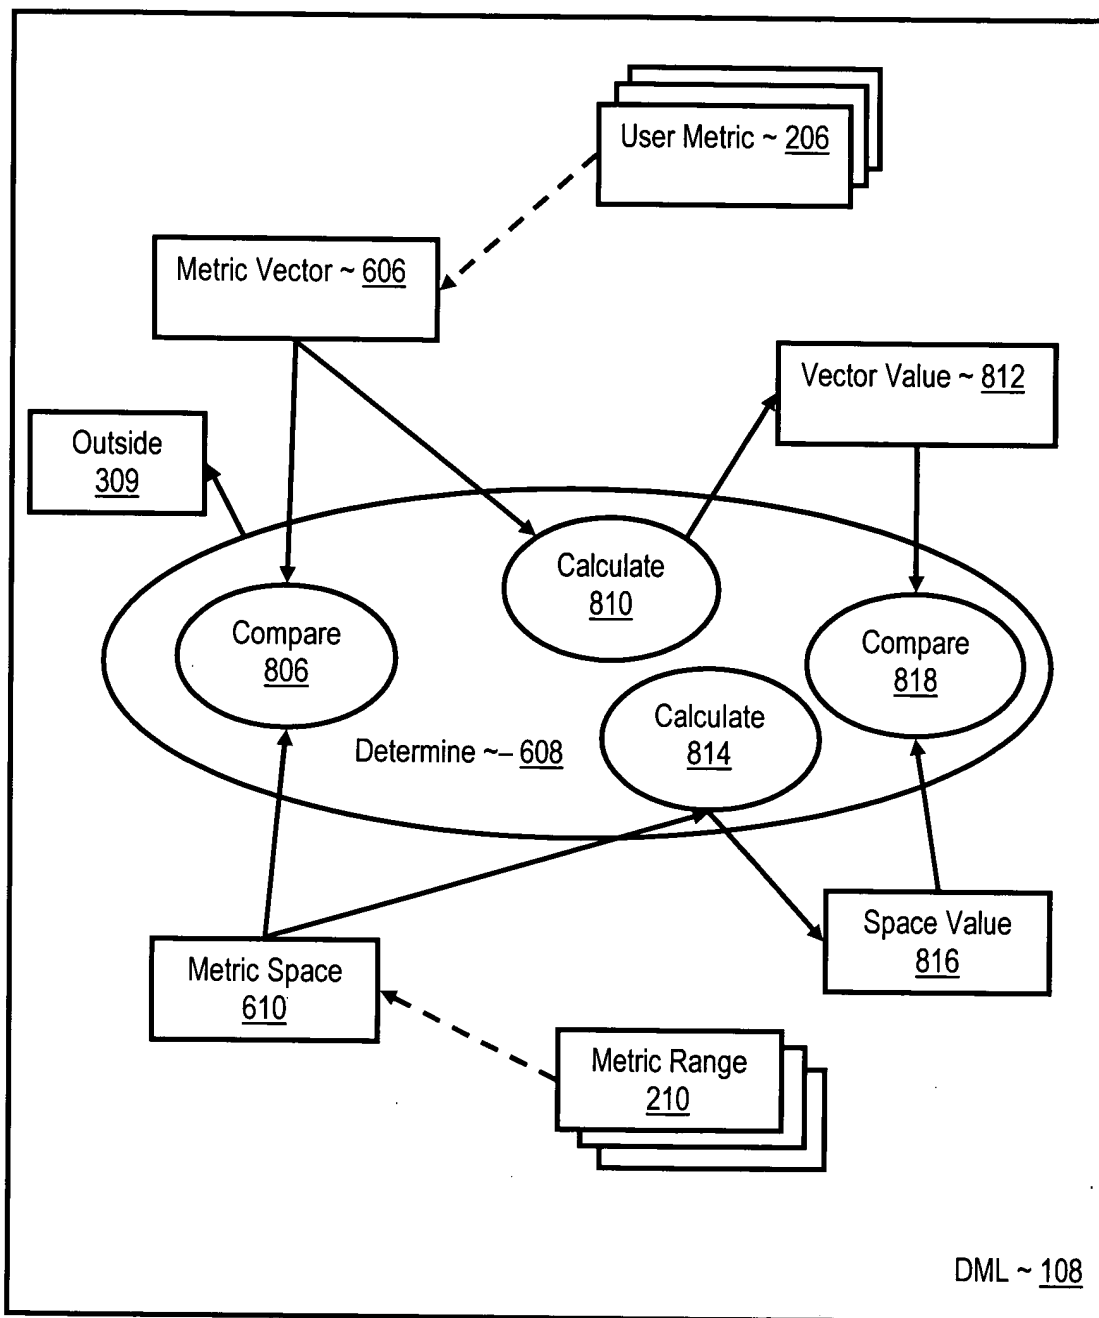 User Metric ~ 206
Metric Vector ~ 606
Vector Value ~ 812
Outside
309
Calculate
810
Compare
806
Compare
818
Calculate
814
Determine ~– 608
Space Value
816
Metric Space
610
Metric Range
210
DML ~ 108